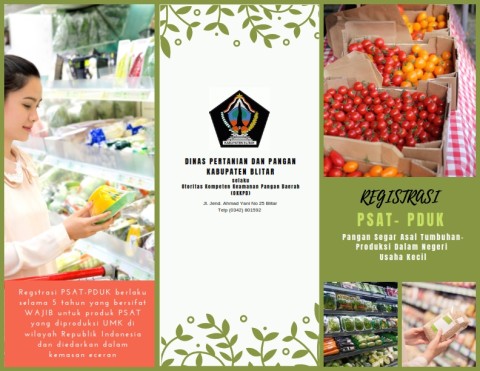 Regstrasi PSAT-PDUK berlaku
selama 5 tahun yang bersifat
WAJIB untuk produk PSAT
yang diproduksi UMK di
wilayah Republik Indonesia
dan diedarkan dalam
kemasan eceran
DINAS PERTANIAN DAN PANGAN
KABUPATEN BLITAR
selaku
Otoritas Kompeten Keamanan Pangan Daerah
(OKKPD)
Jl. Jend. Ahmad Yani No.25 Blitar
Telp (0342) 801592
REGISTRASI
PSAT- PDUK
Pangan Segar Asal Tumbuhan-
Produksi Dalam Negeri
Usaha Kecil